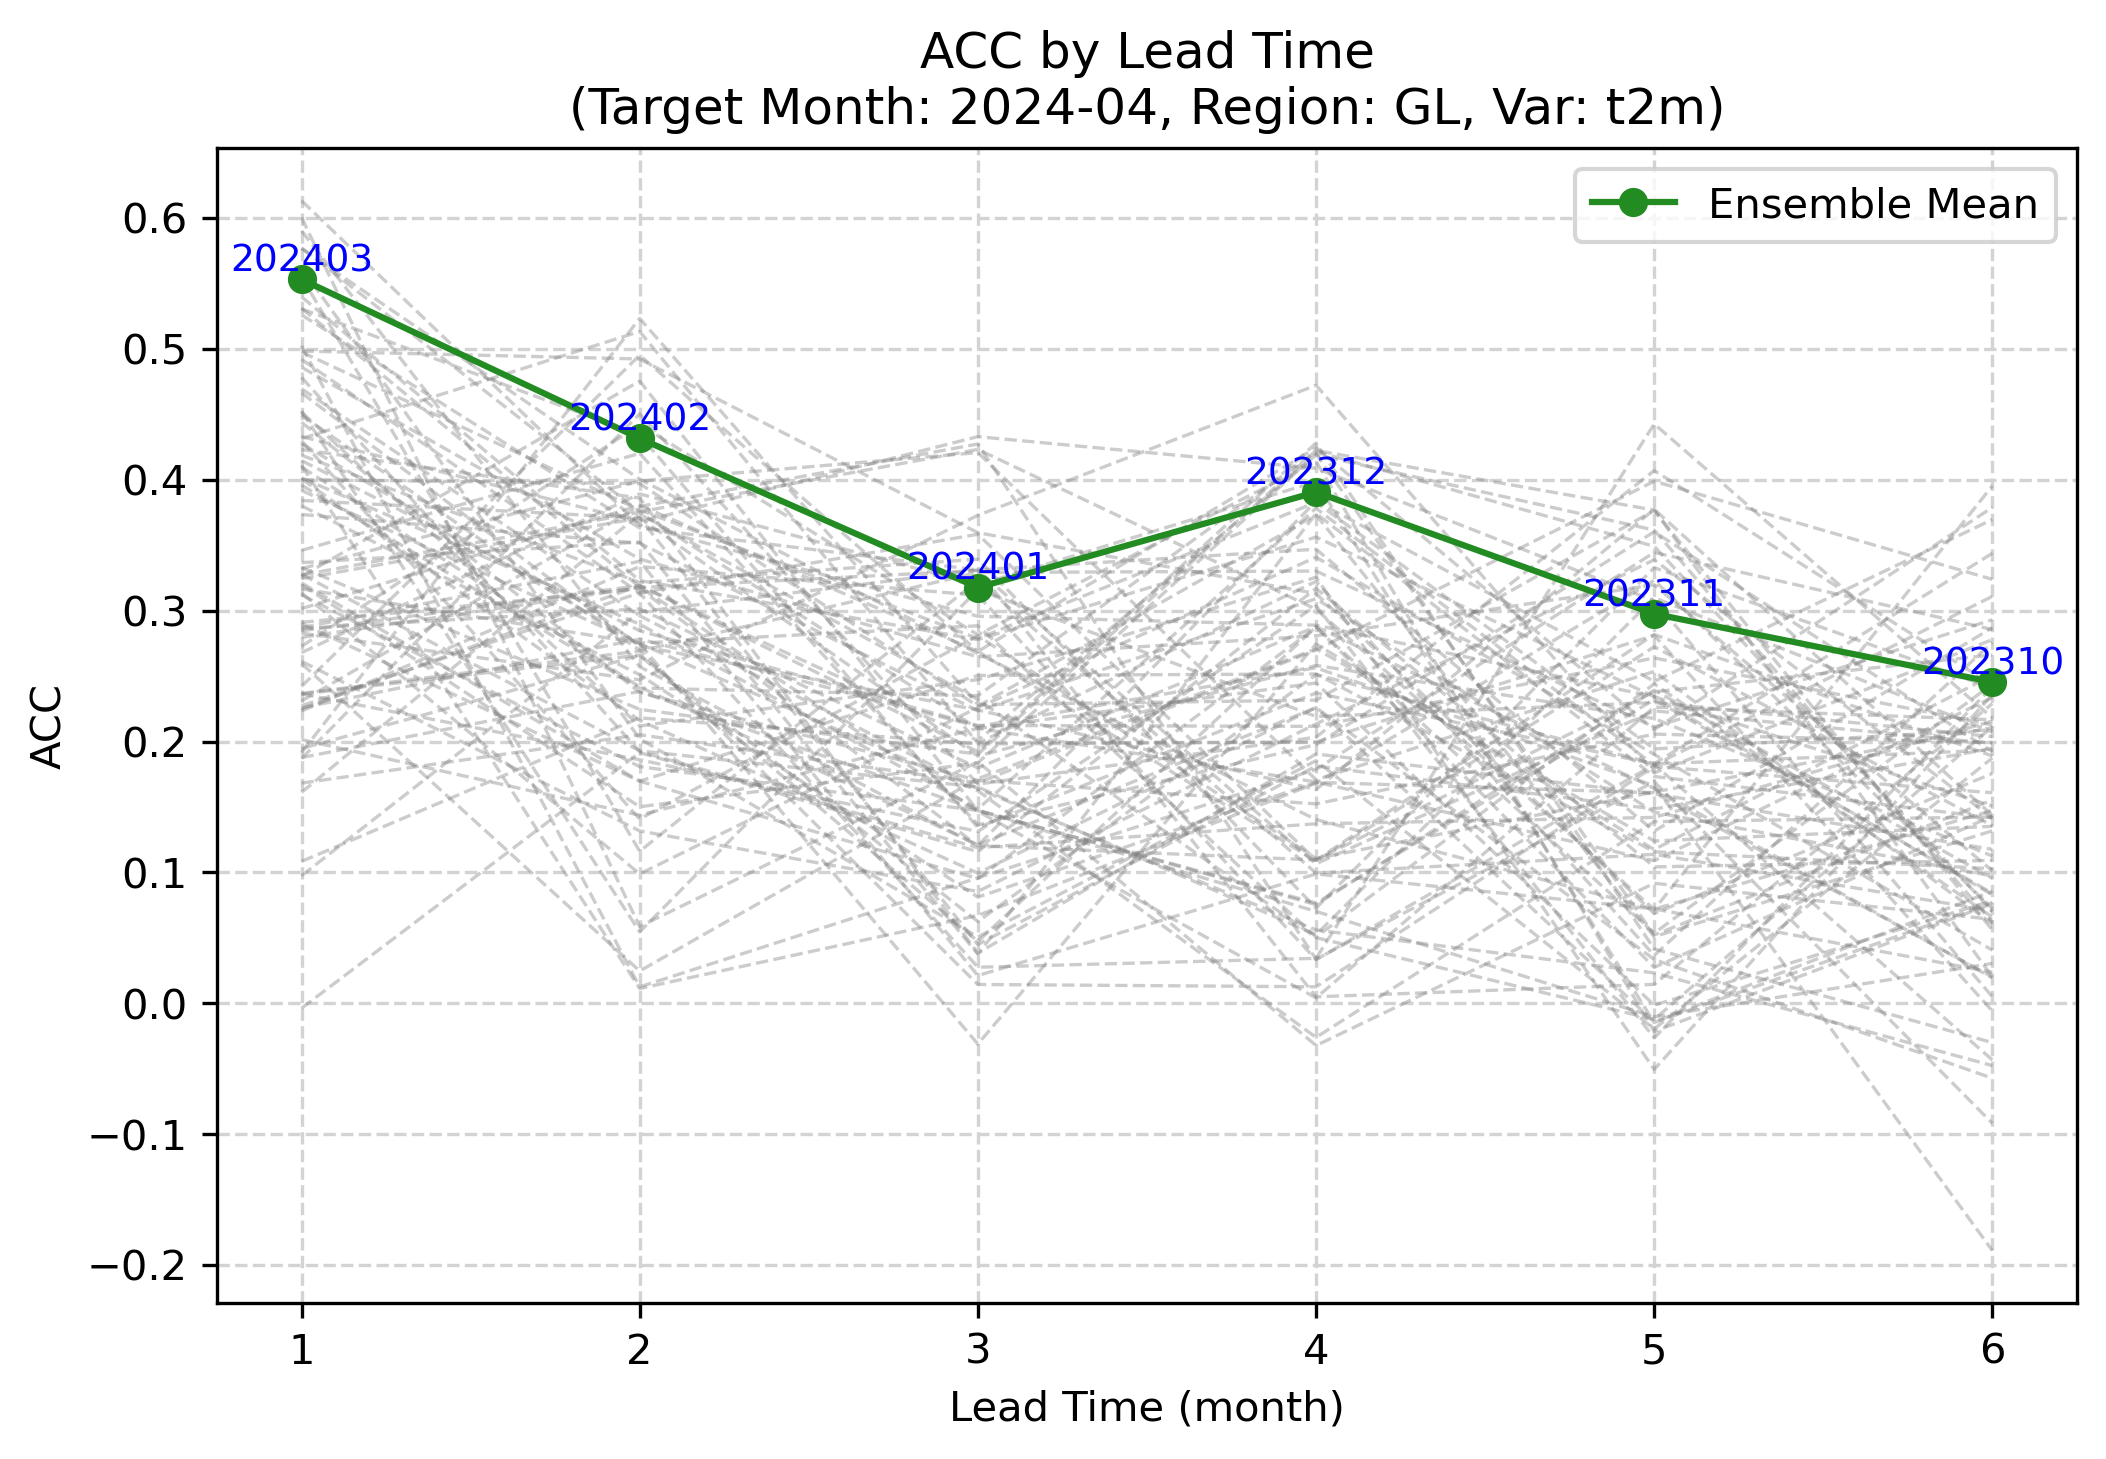 ACC by Lead Time
(Target Month: 2024-04, Region: GL, Var: t2m)
Ensemble Mean
202403
202402
202401
202312
202311
202310
ACC
0.6
0.5
0.4
0.3
0.2
0.1
0.0
−0.1
−0.2
1 2 3 4 5 6
Lead Time (month)